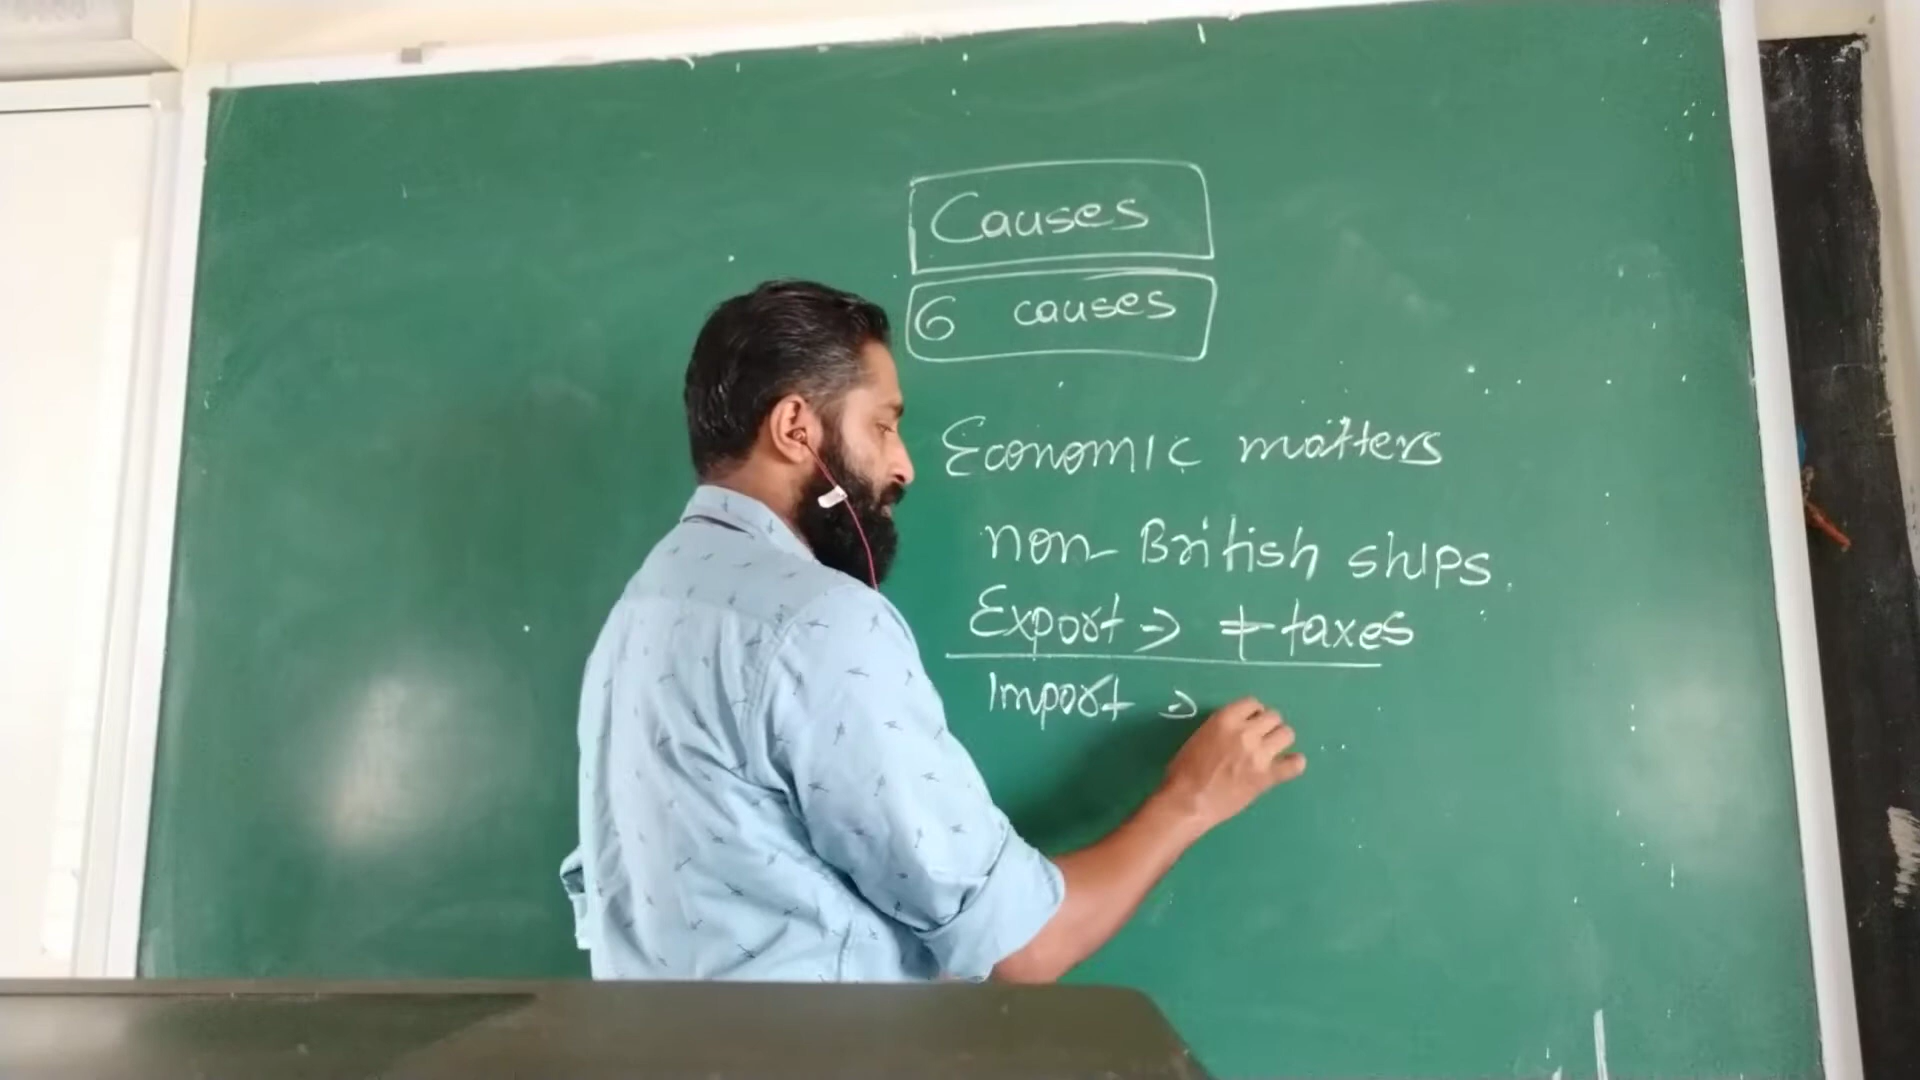 Causes
6 causes
Economic matters
non-British ships.
Export → + taxes
Import →